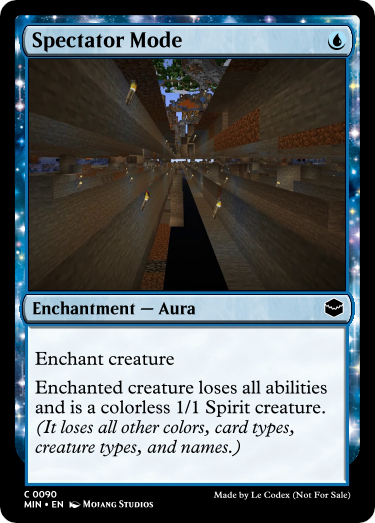 Spectator Mode
Enchantment — Aura
Enchant creature
Enchanted creature loses all abilities
and is a colorless 1/1 Spirit creature.
(It loses all other colors, card types,
creature types, and names.)
C 0090
MIN • EN Mojang Studios
Made by Le Codex (Not For Sale)